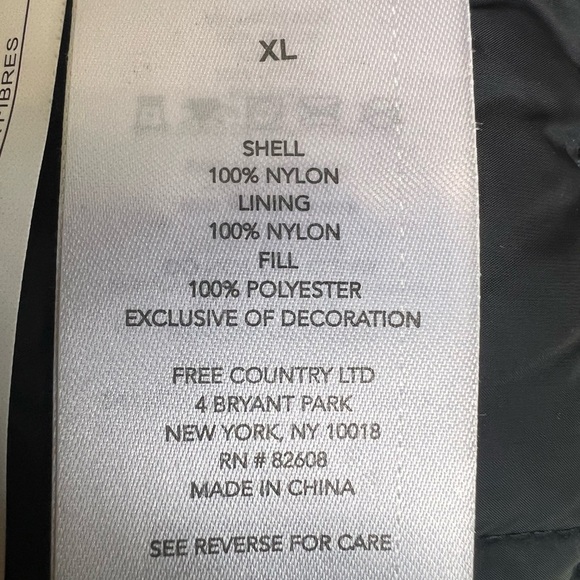 XL
SHELL
100% NYLON
LINING
100% NYLON
FILL
100% POLYESTER
EXCLUSIVE OF DECORATION
FREE COUNTRY LTD
4 BRYANT PARK
NEW YORK, NY 10018
RN # 82608
MADE IN CHINA
SEE REVERSE FOR CARE